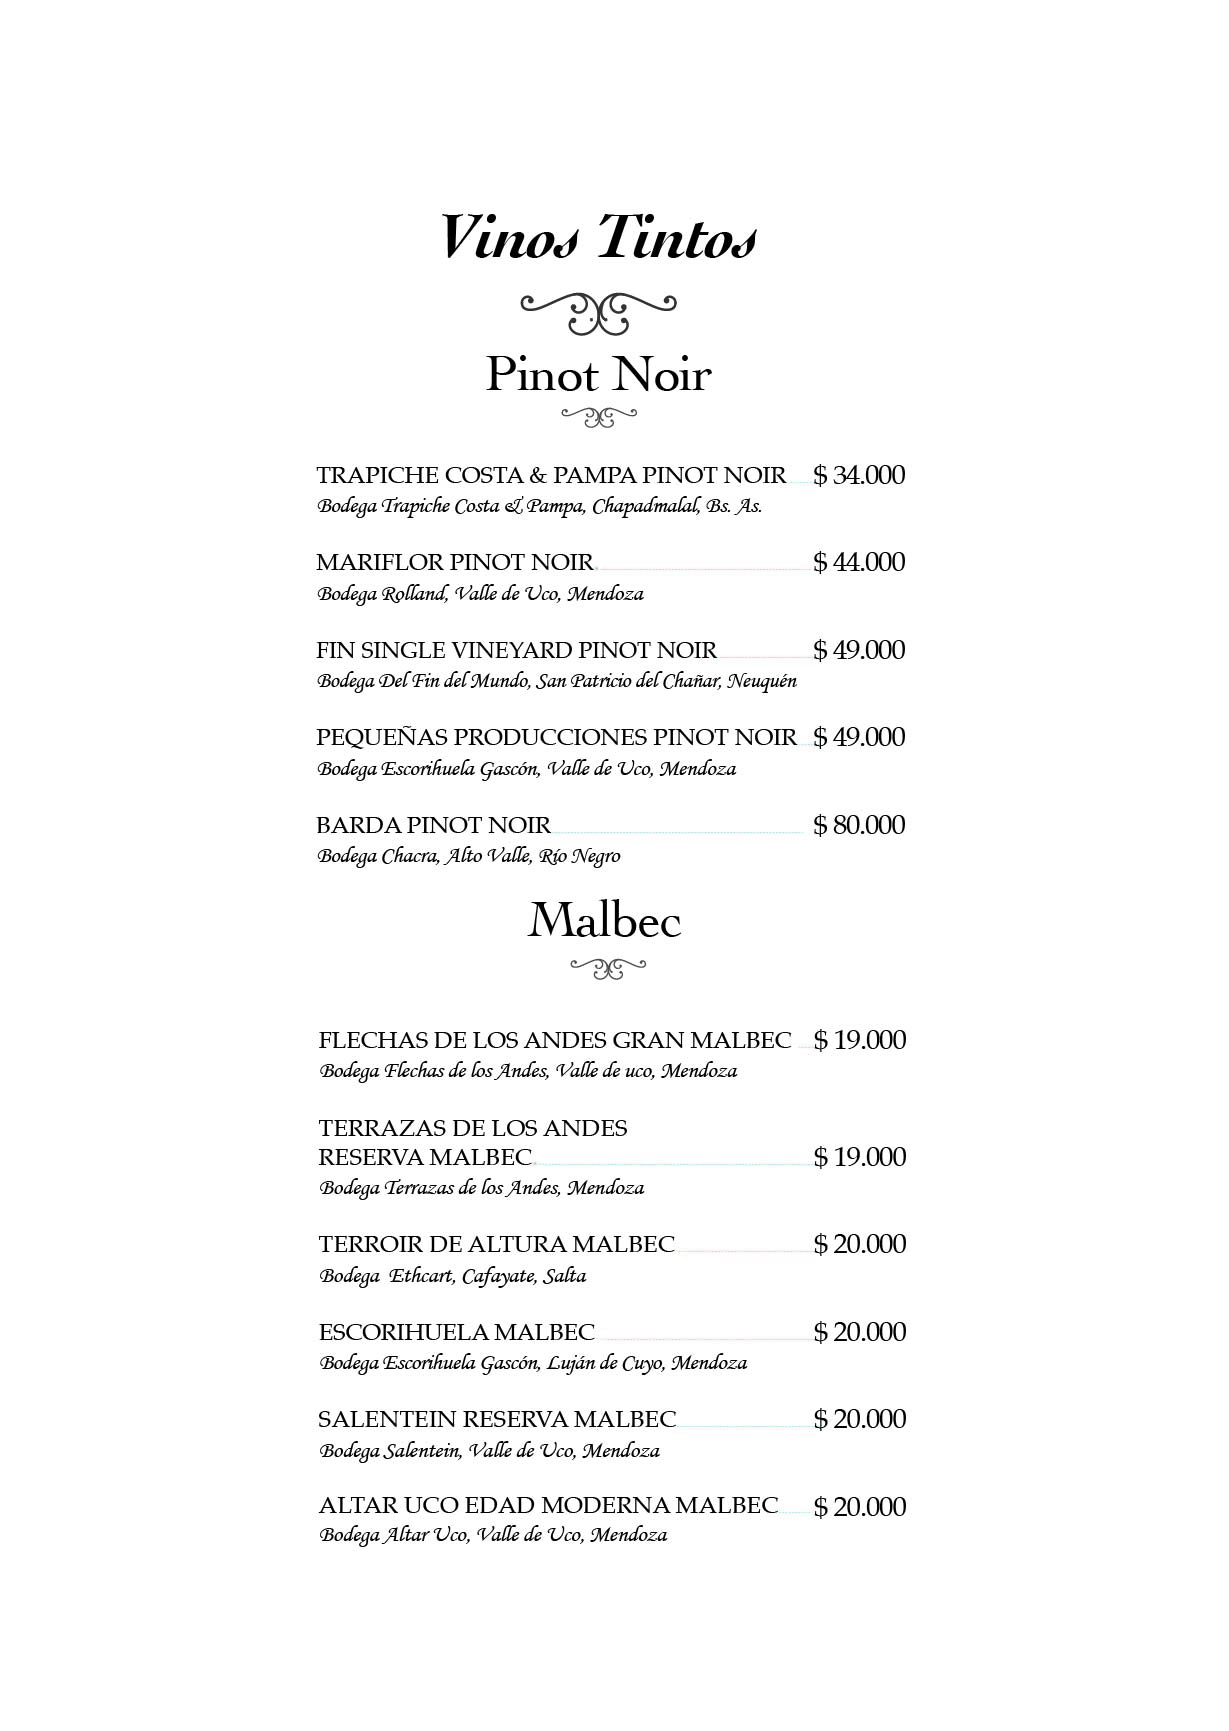 Vinos Tintos
Pinot Noir
TRAPICHE COSTA & PAMPA PINOT NOIR $ 34.000
Bodega Trapiche Costa & Pampa, Chapadmalal, Bs. As.
MARIFLOR PINOT NOIR $ 44.000
Bodega Rolland, Valle de Uco, Mendoza
FIN SINGLE VINEYARD PINOT NOIR $ 49.000
Bodega Del Fin del Mundo, San Patricio del Chañar, Neuquén
PEQUEÑAS PRODUCCIONES PINOT NOIR $ 49.000
Bodega Escorihuela Gascón, Valle de Uco, Mendoza
BARDA PINOT NOIR $ 80.000
Bodega Chacra, Alto Valle, Río Negro
Malbec
FLECHAS DE LOS ANDES GRAN MALBEC $ 19.000
Bodega Flechas de los Andes, Valle de uco, Mendoza
TERRAZAS DE LOS ANDES
RESERVA MALBEC $ 19.000
Bodega Terrazas de los Andes, Mendoza
TERROIR DE ALTURA MALBEC $ 20.000
Bodega Ethcart, Cafayate, Salta
ESCORIHUELA MALBEC $ 20.000
Bodega Escorihuela Gascón, Luján de Cuyo, Mendoza
SALENTEIN RESERVA MALBEC $ 20.000
Bodega Salentein, Valle de Uco, Mendoza
ALTAR UCO EDAD MODERNA MALBEC $ 20.000
Bodega Altar Uco, Valle de Uco, Mendoza